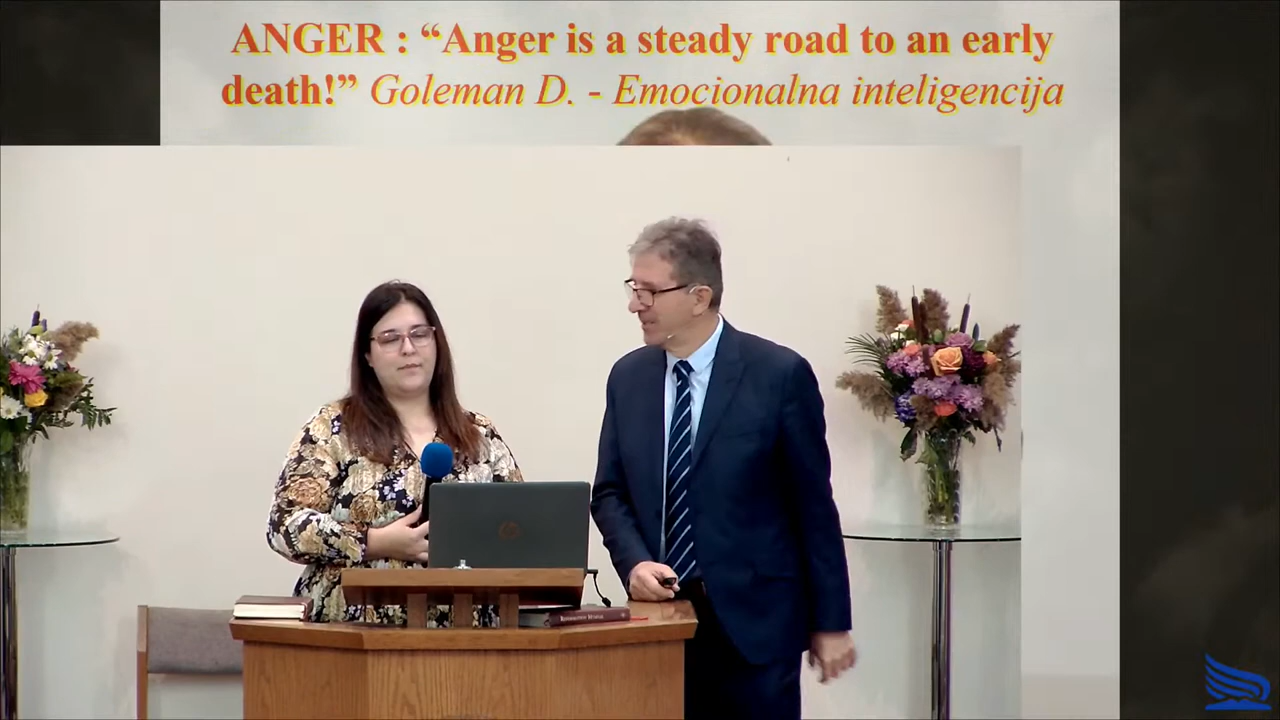 ANGER : “Anger is a steady road to an early
death!” Goleman D. - Emocionalna inteligencija